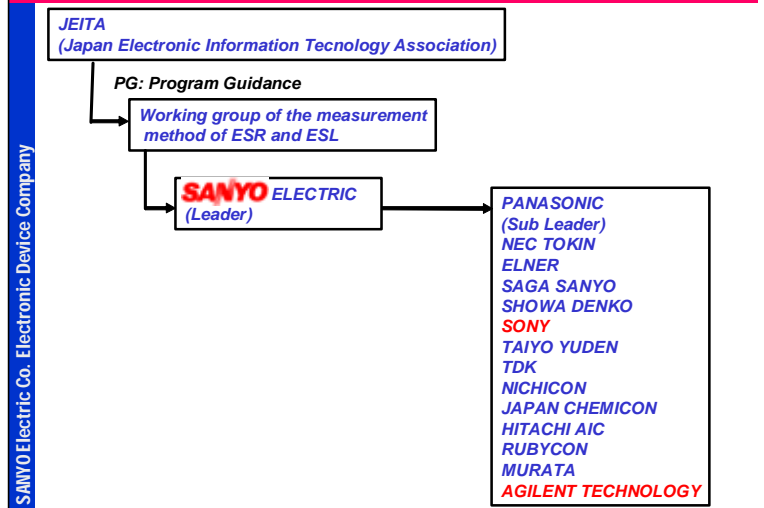 JEITA
(Japan Electronic Information Tecnology Association)
PG: Program Guidance
Working group of the measurement
method of ESR and ESL
SANYO ELECTRIC
(Leader)
PANASONIC
(Sub Leader)
NEC TOKIN
ELNER
SAGA SANYO
SHOWA DENKO
SONY
TAIYO YUDEN
TDK
NICHICON
JAPAN CHEMICON
HITACHI AIC
RUBYCON
MURATA
AGILENT TECHNOLOGY
SANYO Electric Co. Electronic Device Company